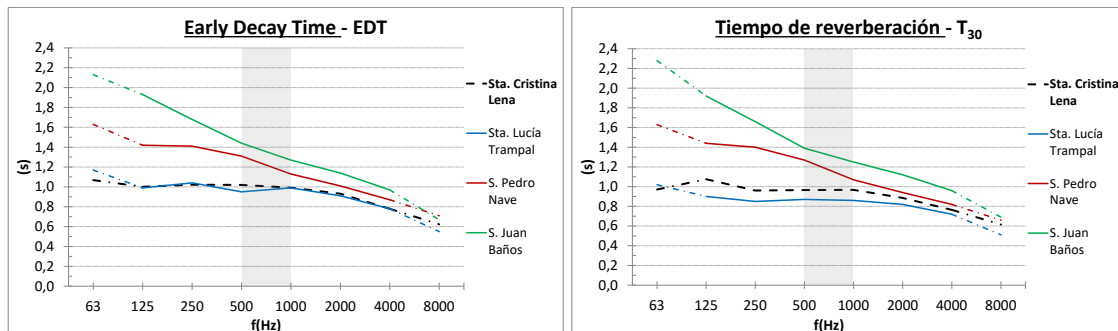 Early Decay Time - EDT
2,4
2,2
2,0
1,8
1,6
1,4
1,2
1,0
0,8
0,6
0,4
0,2
0,0
(s)
63 125 250 500 1000 2000 4000 8000
f(Hz)
Sta. Cristina
Lena
Sta. Lucía
Trampal
S. Pedro
Nave
S. Juan
Baños
Tiempo de reverberación - T30
2,4
2,2
2,0
1,8
1,6
1,4
1,2
1,0
0,8
0,6
0,4
0,2
0,0
(s)
63 125 250 500 1000 2000 4000 8000
f(Hz)
Sta. Cristina
Lena
Sta. Lucía
Trampal
S. Pedro
Nave
S. Juan
Baños